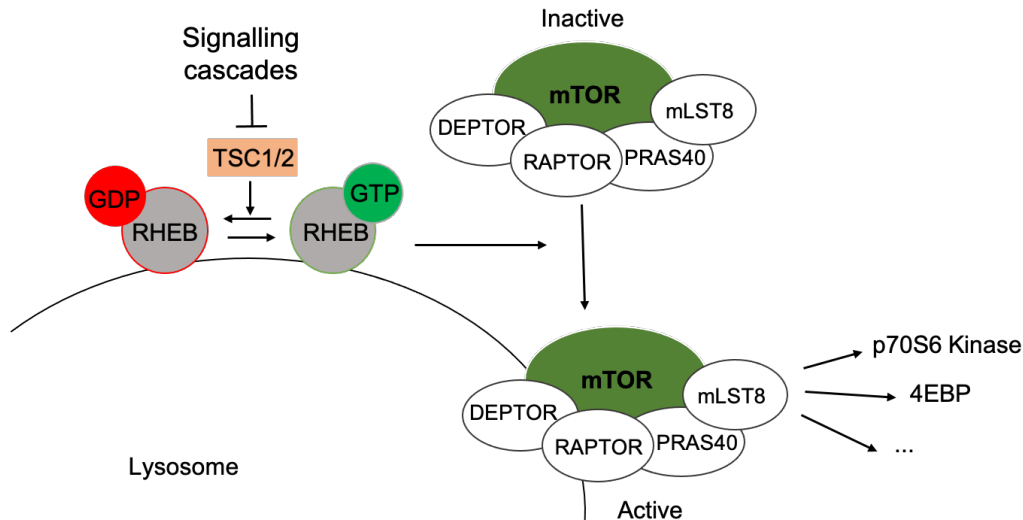 Inactive
Signalling
cascades
mTOR
mLST8
DEPTOR
RAPTOR
PRAS40
TSC1/2
GDP
GTP
RHEB
RHEB
p70S6 Kinase
mTOR
4EBP
mLST8
DEPTOR
RAPTOR
PRAS40
...
Lysosome
Active